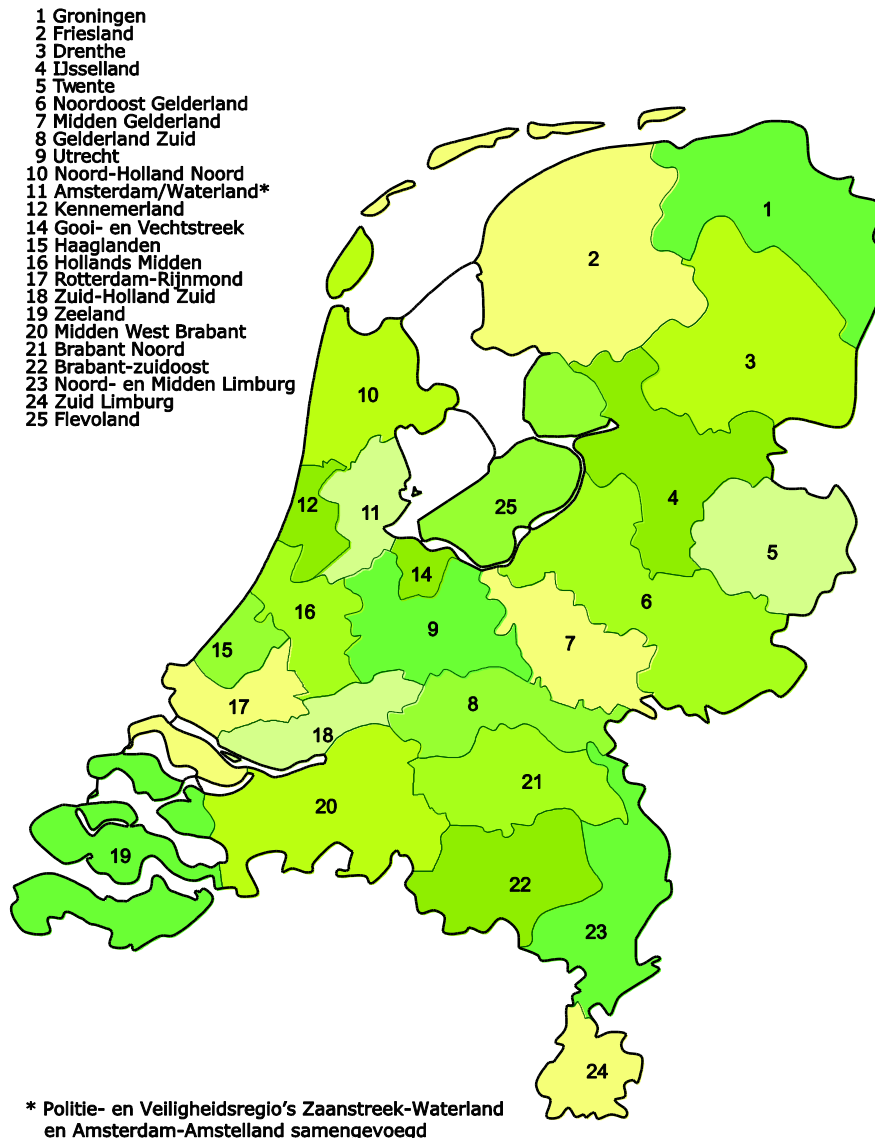 1 Groningen
2 Friesland
3 Drenthe
4 IJsselland
5 Twente
6 Noordoost Gelderland
7 Midden Gelderland
8 Gelderland Zuid
9 Utrecht
10 Noord-Holland Noord
11 Amsterdam/Waterland*
12 Kennemerland
14 Gooi- en Vechtstreek
15 Haaglanden
16 Hollands Midden
17 Rotterdam-Rijnmond
18 Zuid-Holland Zuid
19 Zeeland
20 Midden West Brabant
21 Brabant Noord
22 Brabant-zuidoost
23 Noord- en Midden Limburg
24 Zuid Limburg
25 Flevoland
1
2
3
10
4
12
11
25
5
14
6
16
9
7
15
17
8
18
21
20
19
22
23
24
* Politie- en Veiligheidsregio's Zaanstreek-Waterland
en Amsterdam-Amstelland samengevoegd